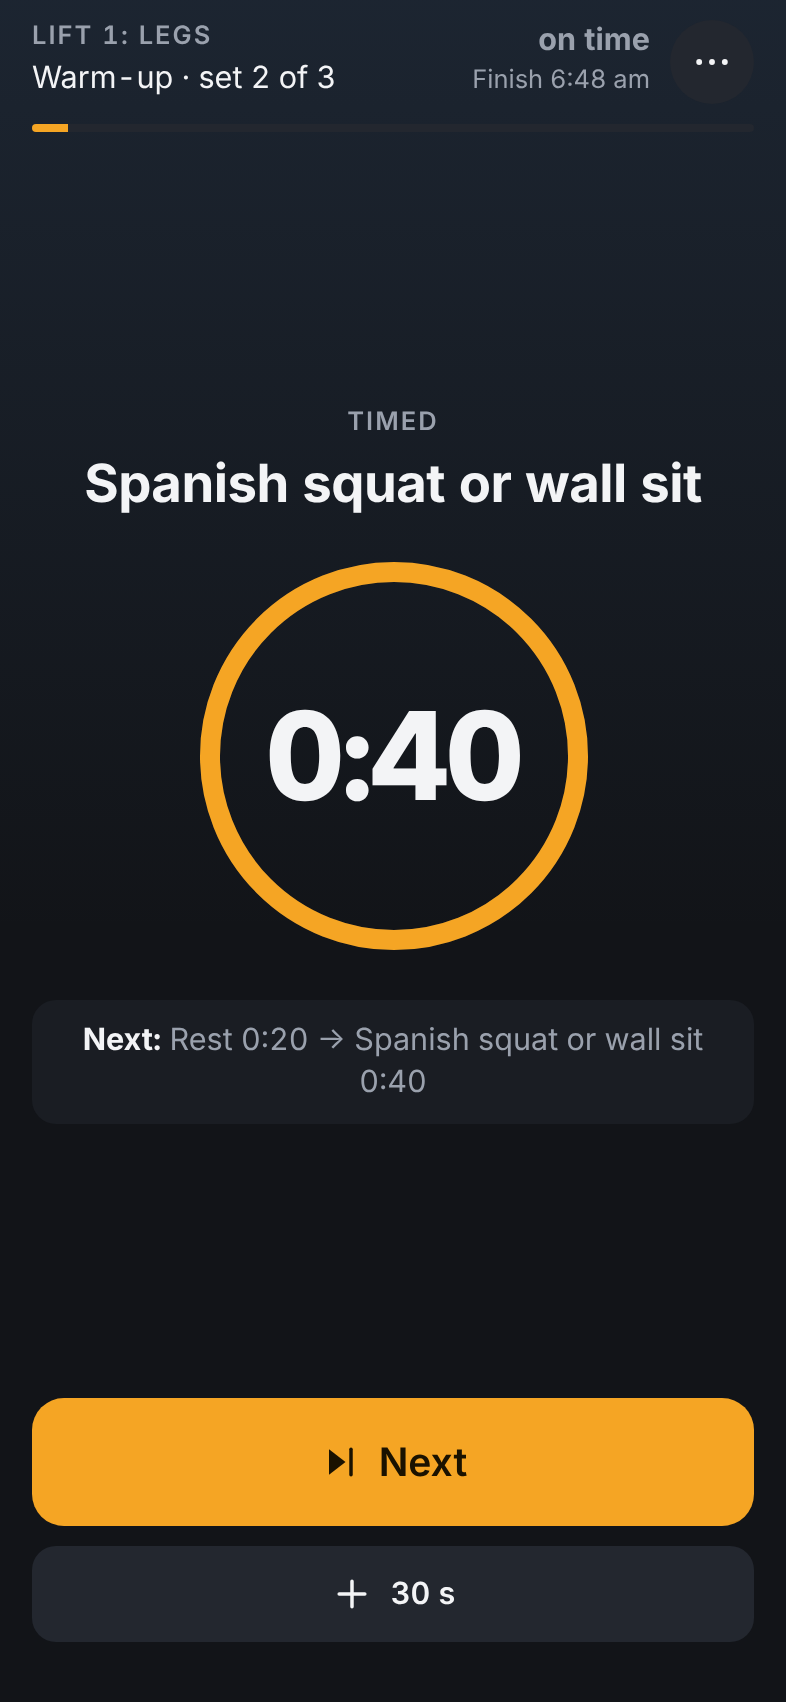 LIFT 1: LEGS
Warm-up · set 2 of 3
on time
Finish 6:48 am
TIMED
Spanish squat or wall sit
0:40
Next: Rest 0:20 → Spanish squat or wall sit
0:40
Next
30 s